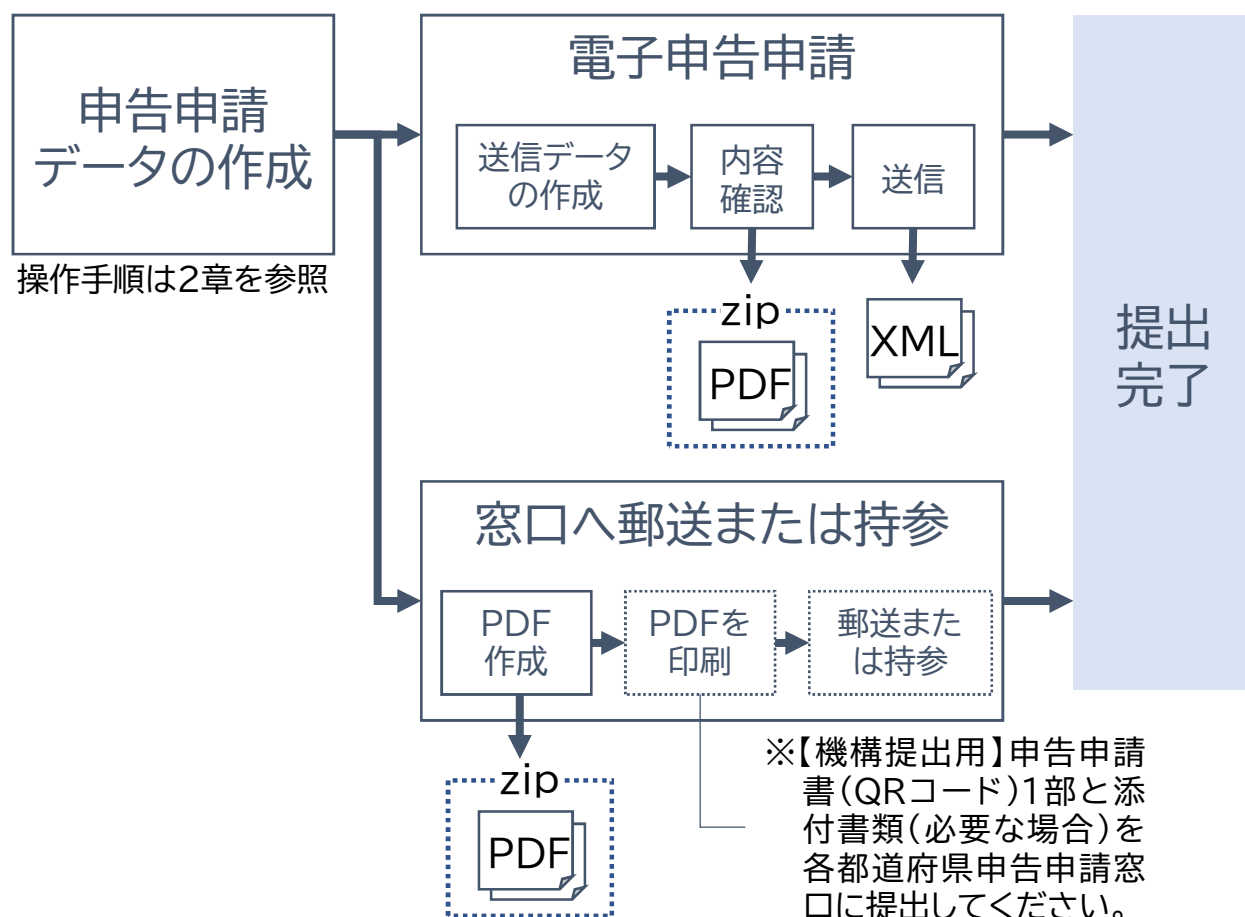 申告申請
データの作成
操作手順は2章を参照
電子申告申請
送信データ
の作成
内容
確認
送信
zip
PDF
XML
窓口へ郵送または持参
PDF
作成
PDFを
印刷
郵送また
は持参
zip
PDF
※【機構提出用】申告申請
書(QRコード)1部と添
付書類(必要な場合)を
各都道府県申告申請窓
口に提出してください。
提出
完了